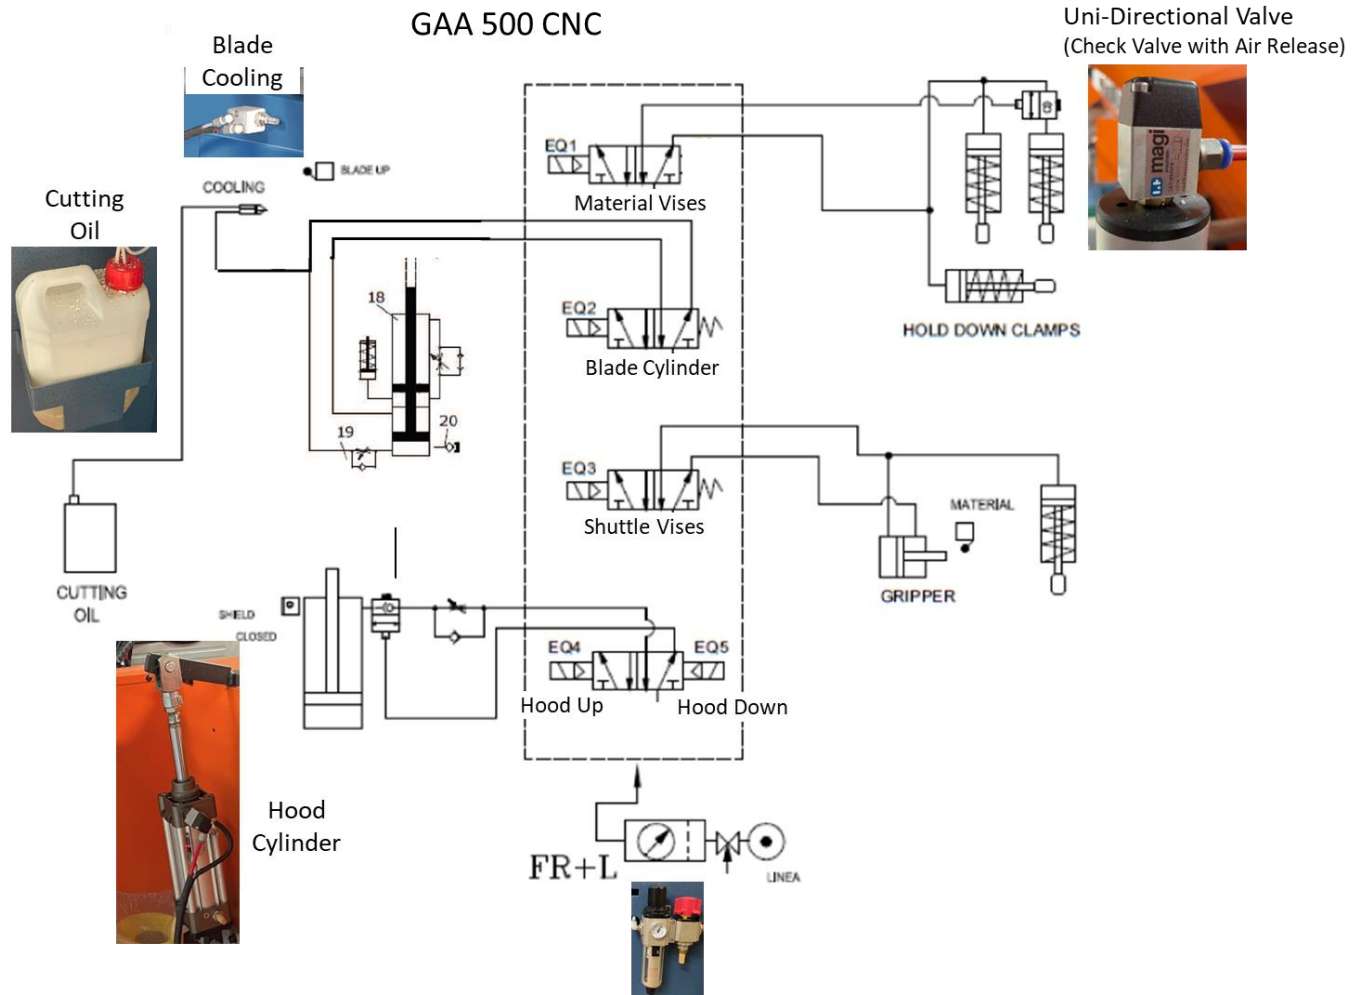 GAA 500 CNC
Uni-Directional Valve
(Check Valve with Air Release)
Blade
Cooling
magi
BLADE UP
COOLING
Cutting
Oil
EQ1
Material Vises
18
EQ2
Blade Cylinder
HOLD DOWN CLAMPS
19
20
EQ3
Shuttle Vises
MATERIAL
GRIPPER
CUTTING
OIL
SHIELD
CLOSED
EQ4
EQ5
Hood Up
Hood Down
Hood
Cylinder
FR+L
LINEA